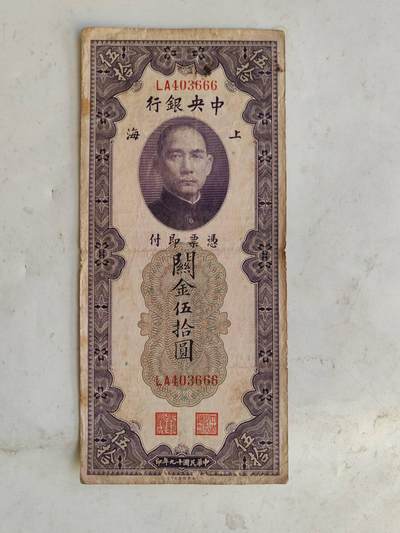 伍拾
伍拾
LA403666
中央銀行
上海
憑票即付
關金伍拾圓
LA403666
伍拾
伍拾
中華民國十九年印